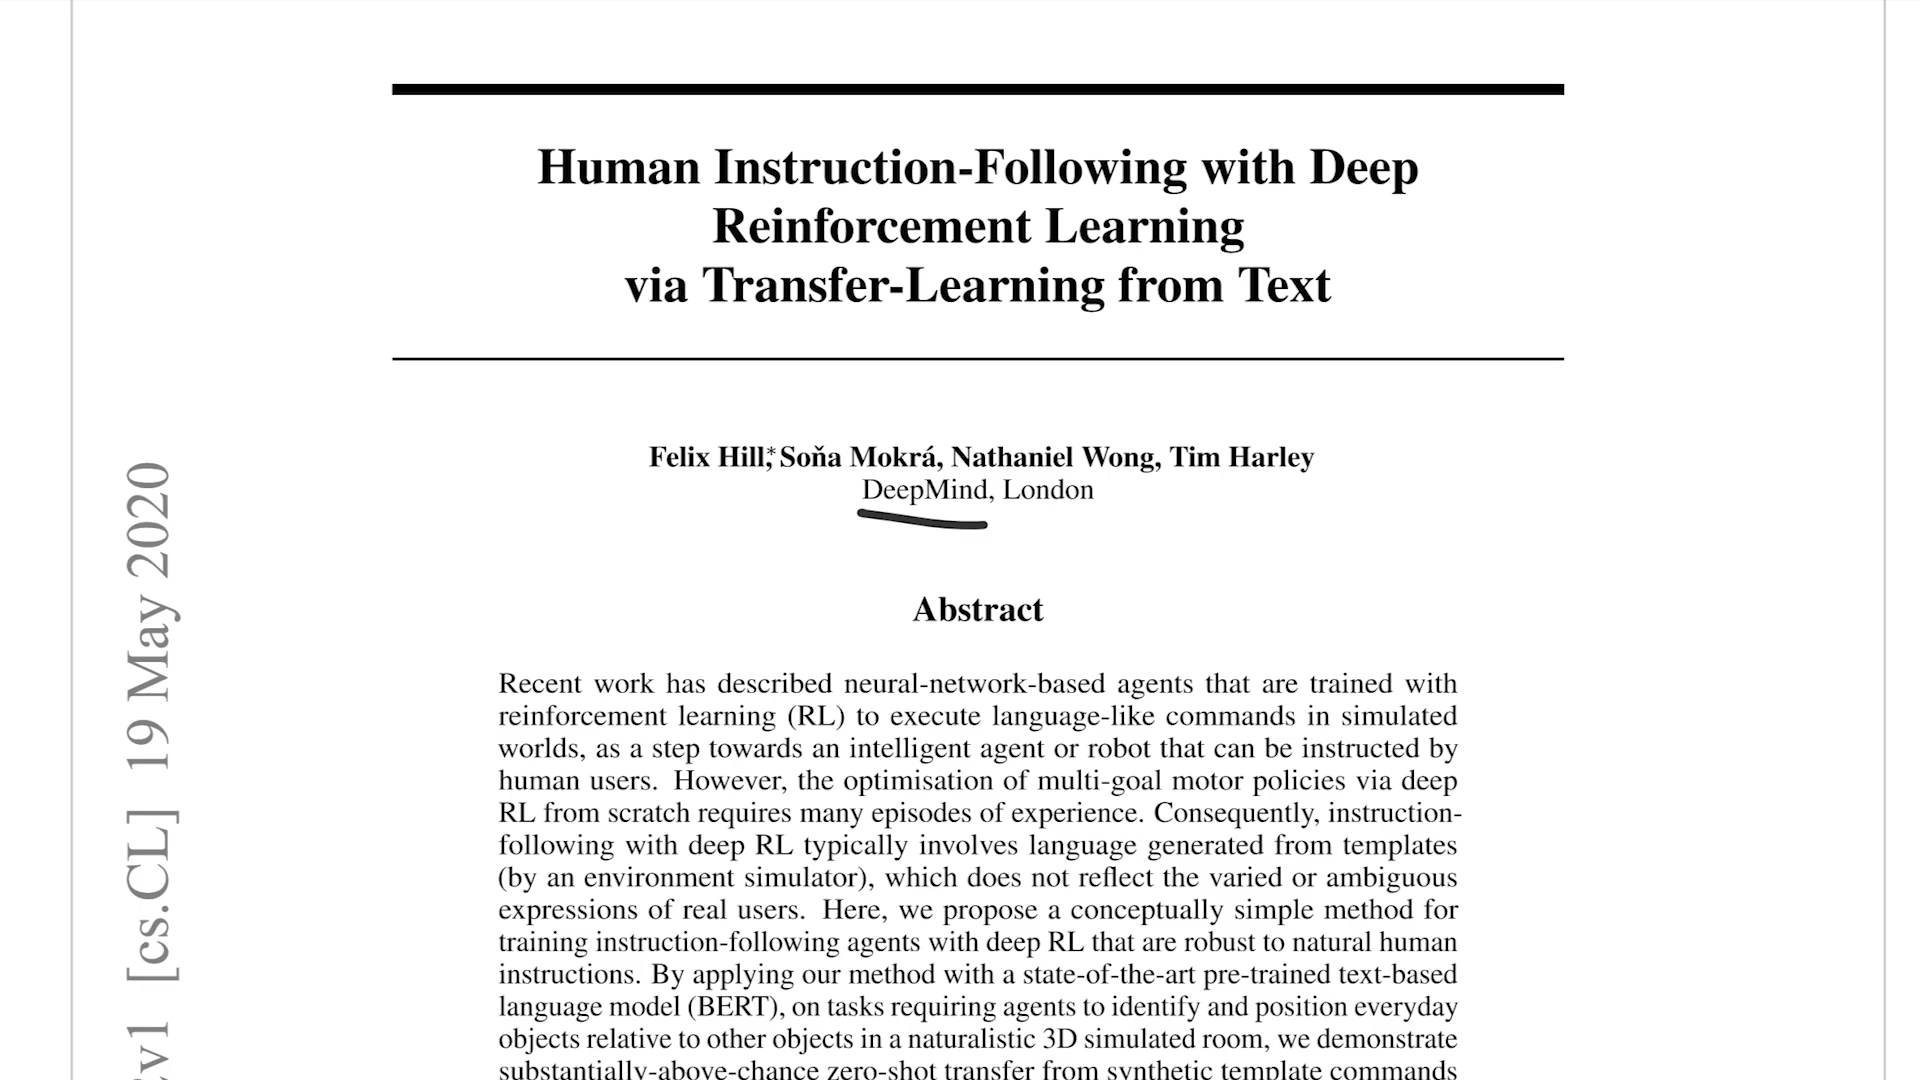 Human Instruction-Following with Deep
Reinforcement Learning
via Transfer-Learning from Text
Felix Hill,* Soňa Mokrá, Nathaniel Wong, Tim Harley
DeepMind, London
Abstract
Recent work has described neural-network-based agents that are trained with
reinforcement learning (RL) to execute language-like commands in simulated
worlds, as a step towards an intelligent agent or robot that can be instructed by
human users. However, the optimisation of multi-goal motor policies via deep
RL from scratch requires many episodes of experience. Consequently, instruction-
following with deep RL typically involves language generated from templates
(by an environment simulator), which does not reflect the varied or ambiguous
expressions of real users. Here, we propose a conceptually simple method for
training instruction-following agents with deep RL that are robust to natural human
instructions. By applying our method with a state-of-the-art pre-trained text-based
language model (BERT), on tasks requiring agents to identify and position everyday
objects relative to other objects in a naturalistic 3D simulated room, we demonstrate
substantially-above-chance zero-shot transfer from synthetic template commands
v1 [cs.CL] 19 May 2020